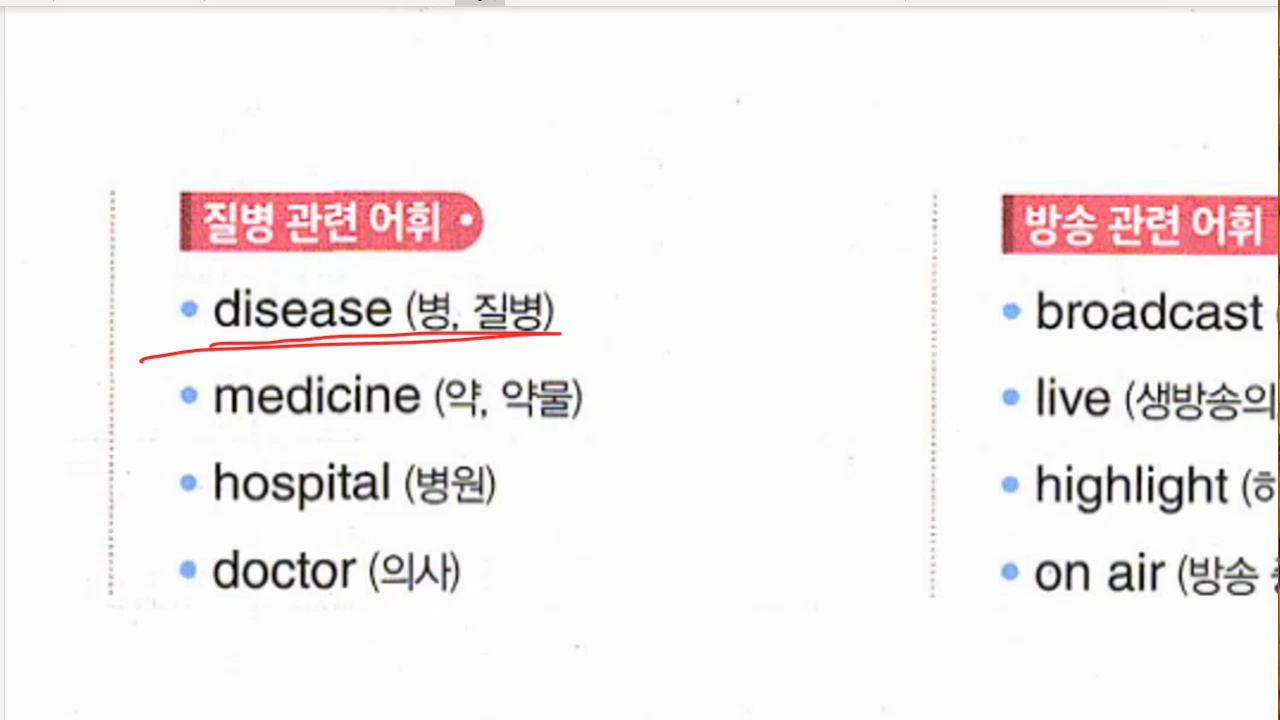 질병 관련 어휘
disease (병, 질병)
medicine (약, 약물)
hospital (병원)
doctor (의사)
방송 관련 어휘
broadcast
live (생방송의
highlight (하
on air (방송